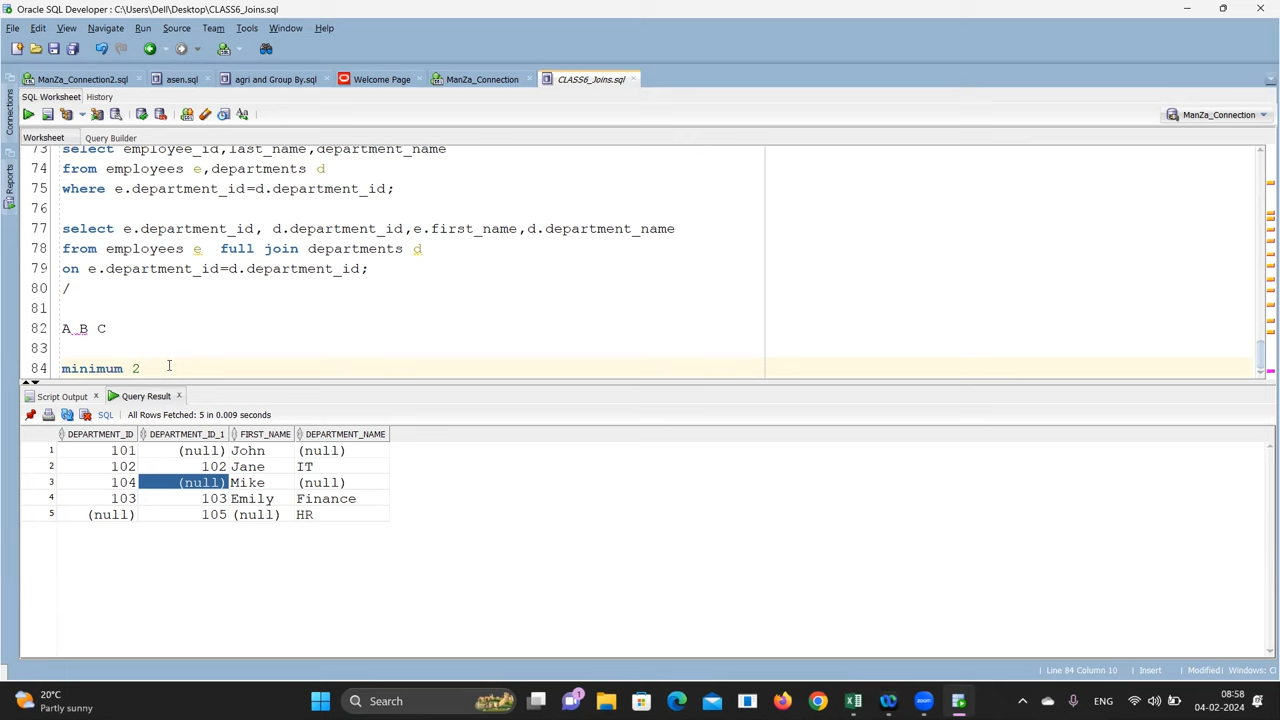 Oracle SQL Developer : C:\Users\Dell\Desktop\CLASS6_Joins.sql
File Edit View Navigate Run Source Team Tools Window Help
ManZa_Connection2.sql asen.sql agri and Group By.sql Welcome Page ManZa_Connection CLASS6_Joins.sql
SQL Worksheet History
ManZa_Connection
Worksheet Query Builder
Connections
Reports
73 select employee_id,last_name,department_name
74 from employees e,departments d
75 where e.department_id=d.department_id;
76
77 select e.department_id, d.department_id,e.first_name,d.department_name
78 from employees e  full join departments d
79 on e.department_id=d.department_id;
80 /
81
82 A B C
83
84 minimum 2
Script Output Query Result
SQL All Rows Fetched: 5 in 0.009 seconds
DEPARTMENT_ID DEPARTMENT_ID_1 FIRST_NAME DEPARTMENT_NAME
1 101 (null) John (null)
2 102 102 Jane IT
3 104 (null) Mike (null)
4 103 103 Emily Finance
5 (null) 105 (null) HR
Line 84 Column 10 Insert Modified Windows: Cl
20°C
Partly sunny
Search
1
ENG
08:58
04-02-2024